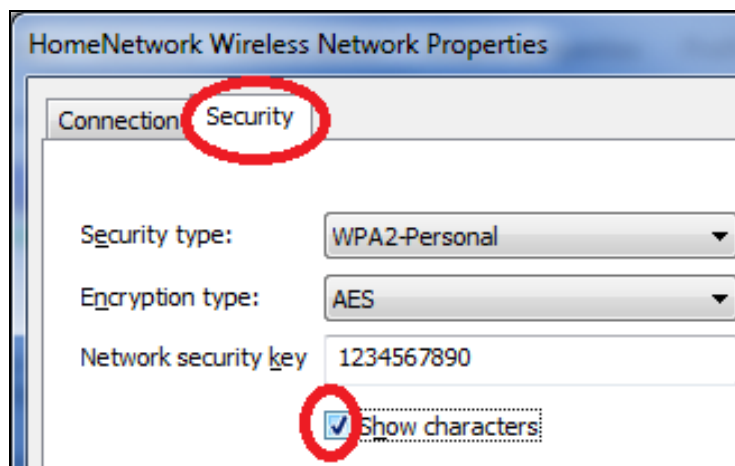 HomeNetwork Wireless Network Properties
Connection Security
Security type: WPA2-Personal
Encryption type: AES
Network security key 1234567890
Show characters